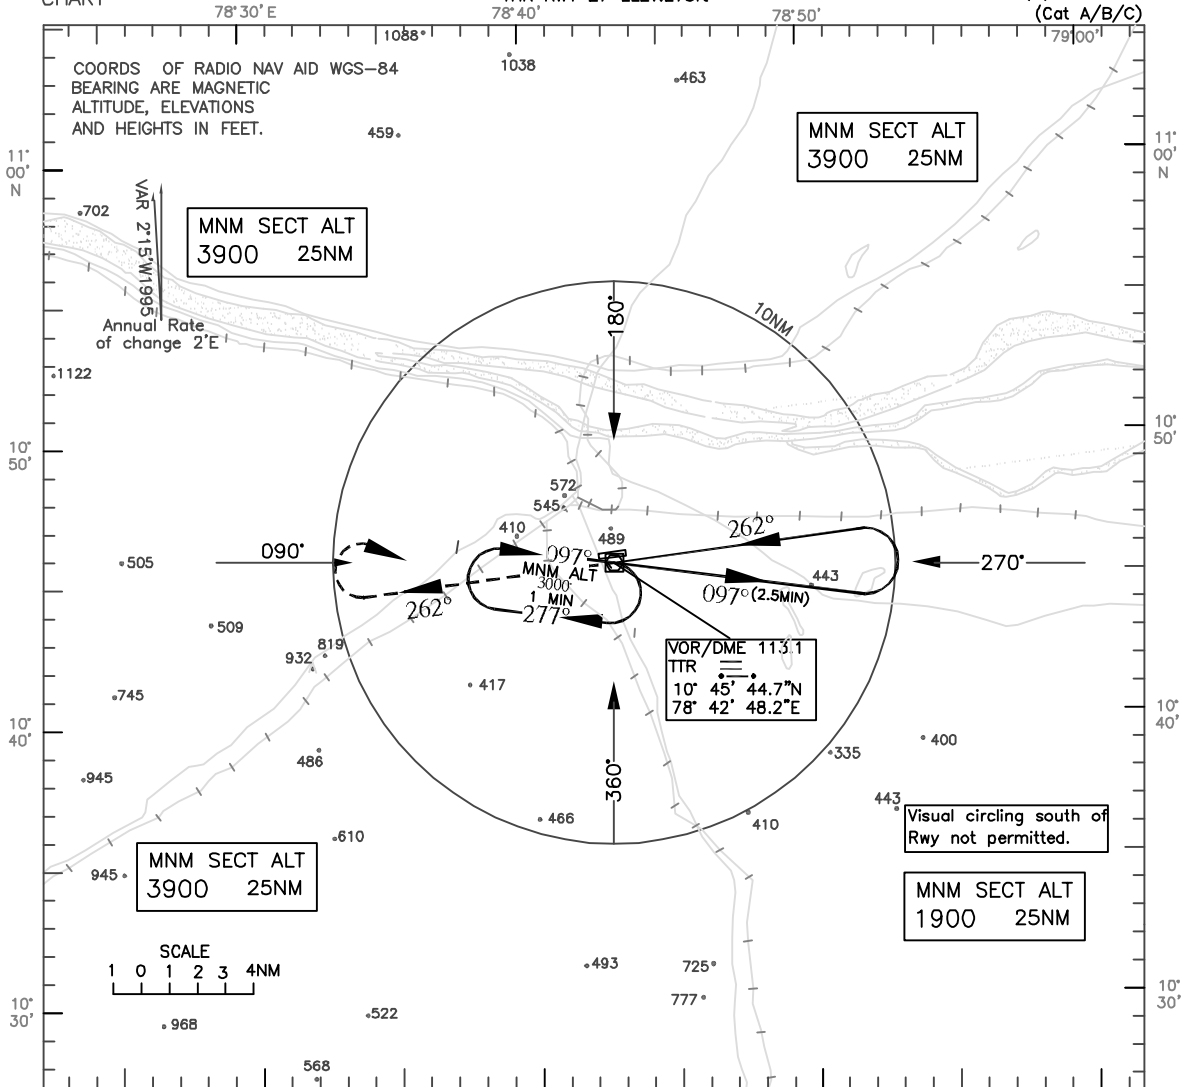 CHART
(Cat A/B/C)
78°30' E
78°40'
78°50'
79°00'
1088
1038
463
COORDS OF RADIO NAV AID WGS-84
BEARING ARE MAGNETIC
ALTITUDE, ELEVATIONS
AND HEIGHTS IN FEET.
459
MNM SECT ALT
3900 25NM
11°
00'
N
11°
00'
N
VAR 2°15'W1995
702
MNM SECT ALT
3900 25NM
Annual Rate
of change 2'E
180°
10NM
1122
10°
50'
10°
50'
572
545
410
489
262°
090°
505
097°
MNM ALT
3000
1 MIN
277°
262°
443
270°
097° (2.5MIN)
509
819
932
VOR/DME 113.1
TTR
10° 45' 44.7"N
78° 42' 48.2"E
745
417
10°
40'
10°
40'
400
335
486
945
360°
443
466
410
Visual circling south of
Rwy not permitted.
610
945
MNM SECT ALT
3900 25NM
MNM SECT ALT
1900 25NM
SCALE
1 0 1 2 3 4NM
493
725
777
10°
30'
10°
30'
522
968
568